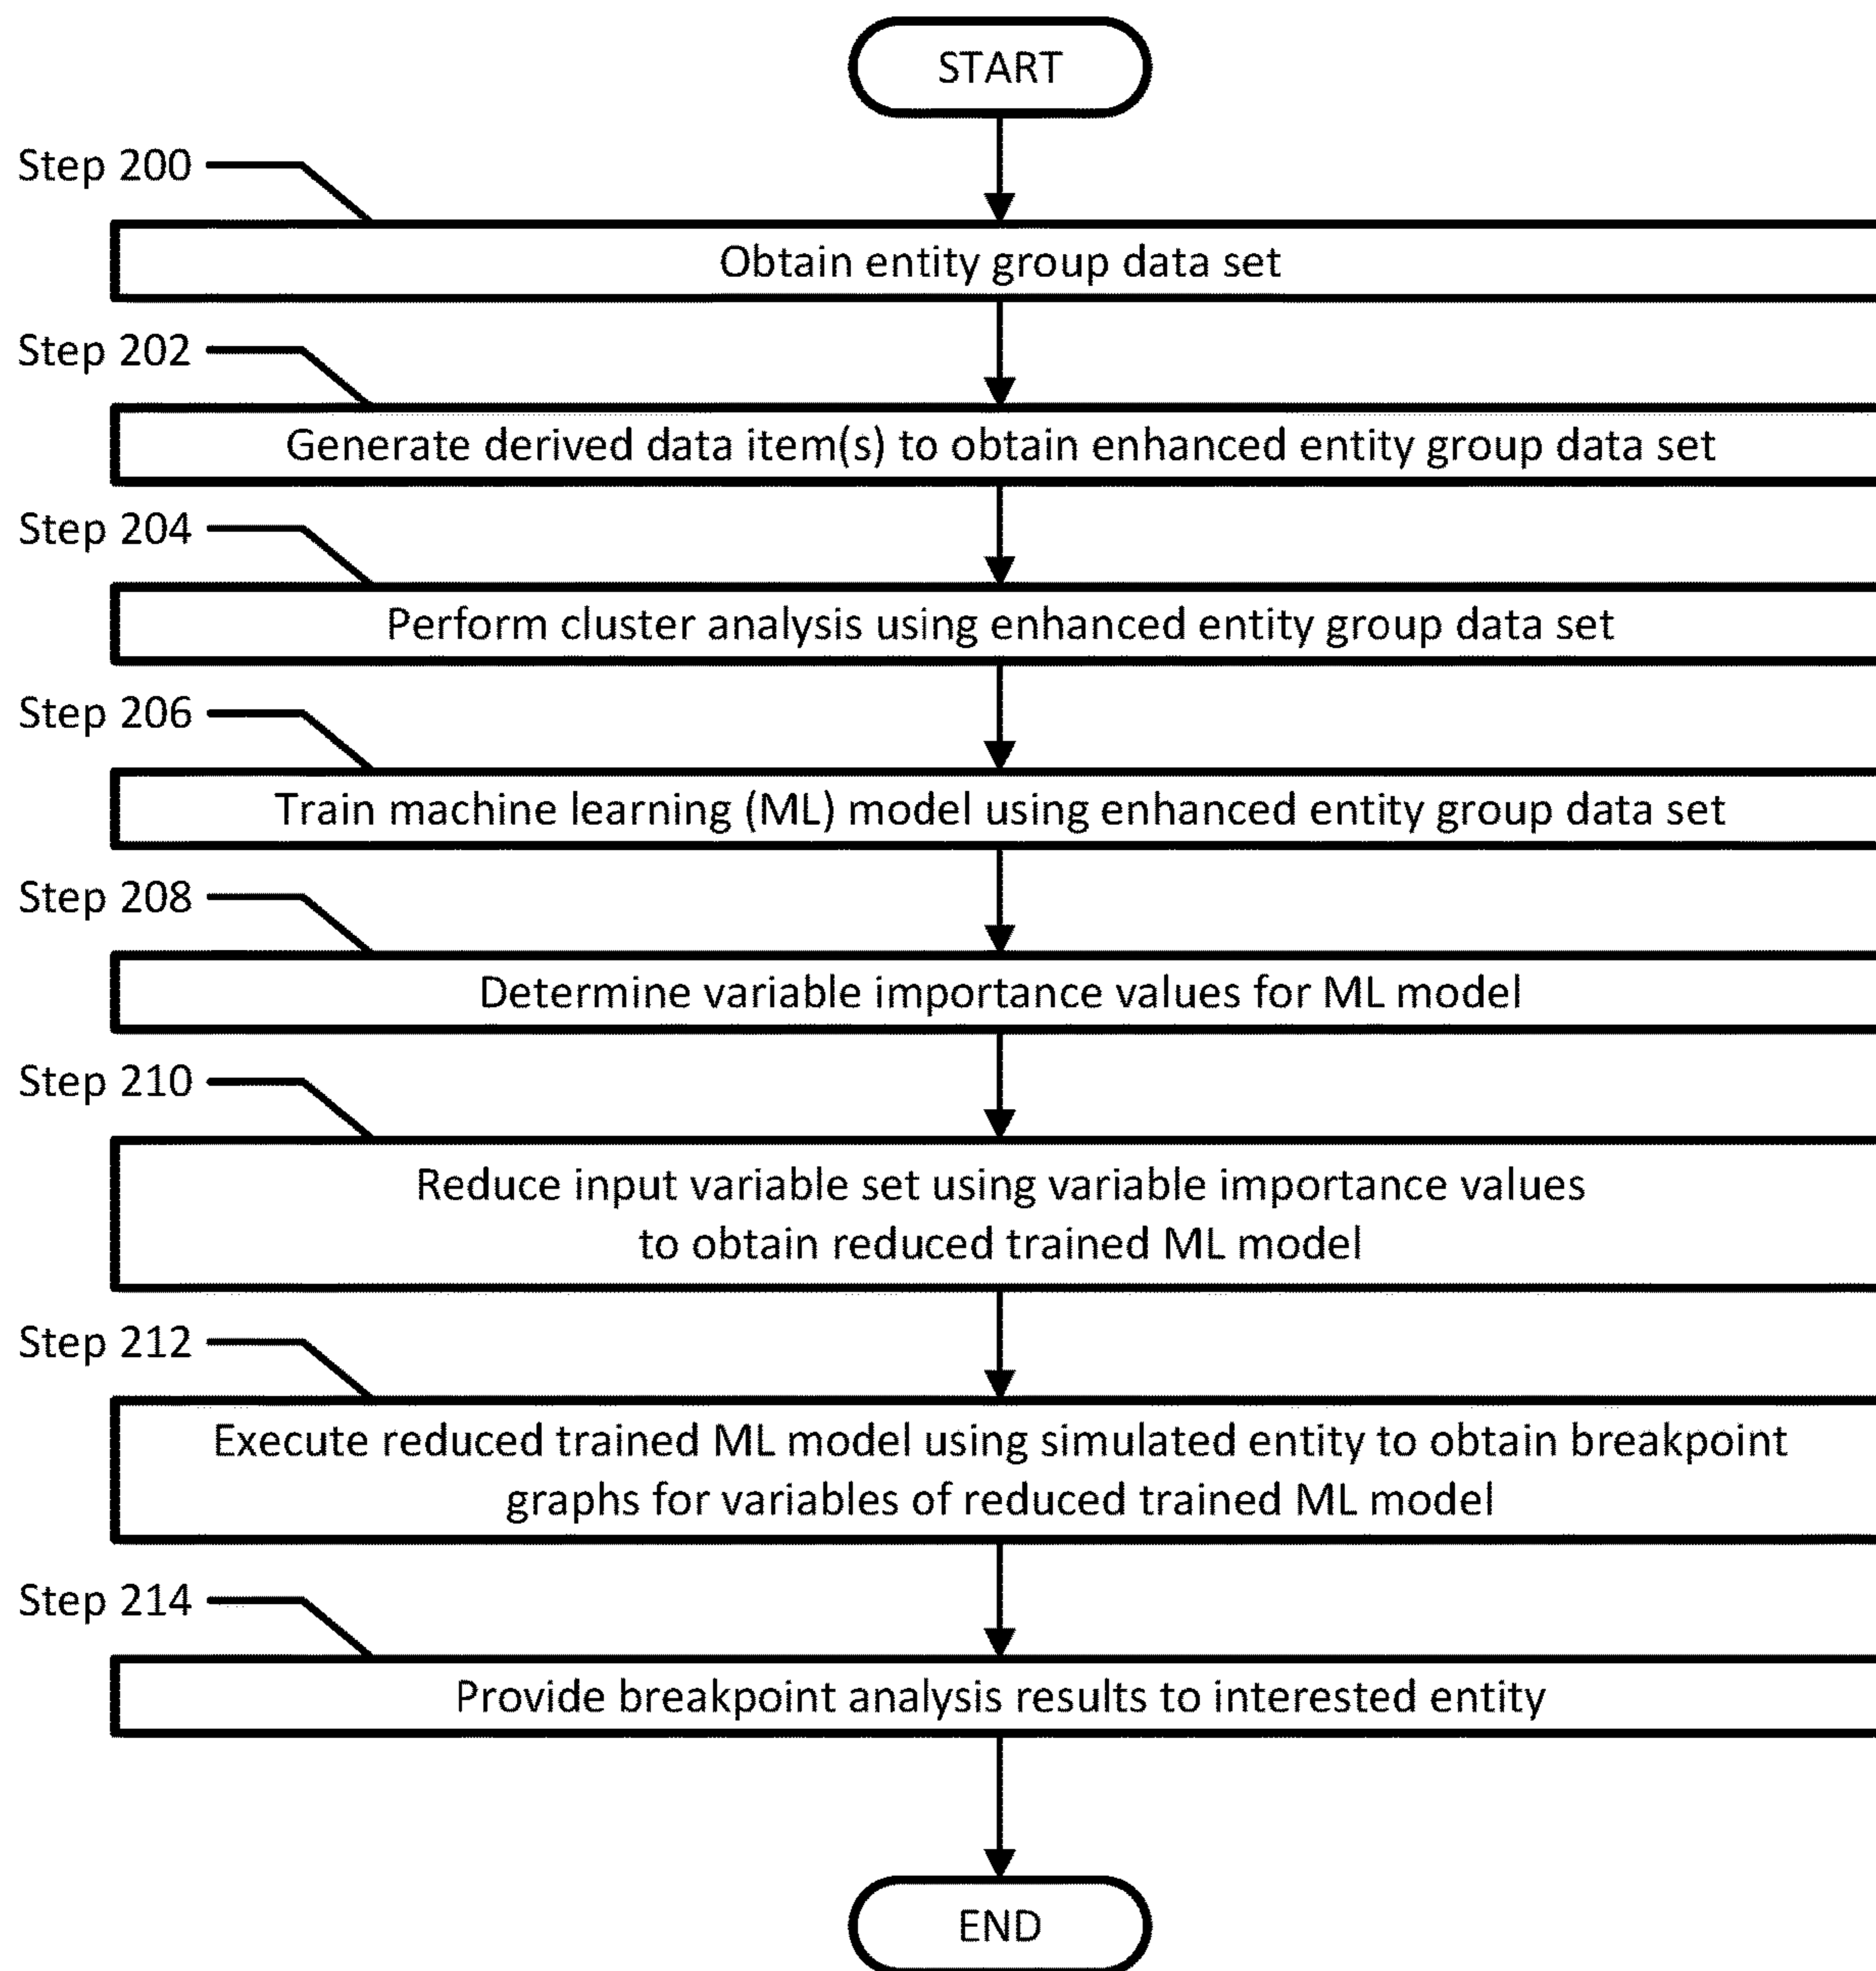 START
Step 200
Obtain entity group data set
Step 202
Generate derived data item(s) to obtain enhanced entity group data set
Step 204
Perform cluster analysis using enhanced entity group data set
Step 206
Train machine learning (ML) model using enhanced entity group data set
Step 208
Determine variable importance values for ML model
Step 210
Reduce input variable set using variable importance values
to obtain reduced trained ML model
Step 212
Execute reduced trained ML model using simulated entity to obtain breakpoint
graphs for variables of reduced trained ML model
Step 214
Provide breakpoint analysis results to interested entity
END